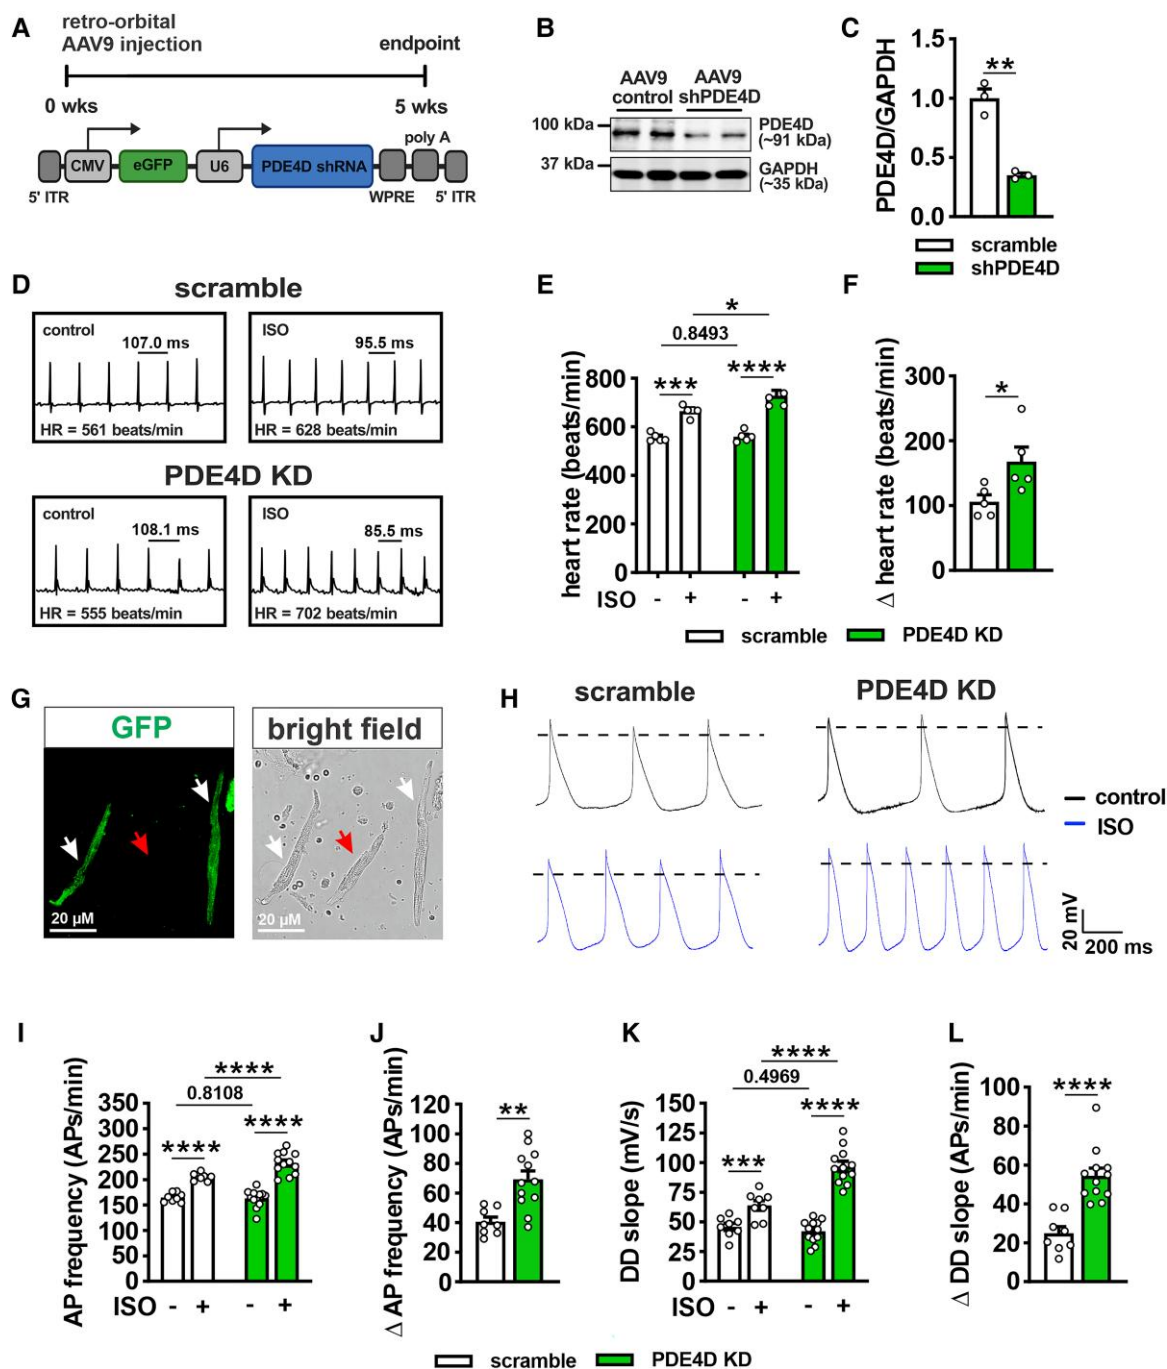 A
retro-orbital
AAV9 injection
endpoint
0 wks
5 wks
poly A
CMV
eGFP
U6
PDE4D shRNA
5' ITR
WPRE
5' ITR
B
AAV9
control
AAV9
shPDE4D
100 kDa
PDE4D
(~91 kDa)
37 kDa
GAPDH
(~35 kDa)
C
PDE4D/GAPDH
1.5
1.0
0.5
0.0
**
scramble
shPDE4D
D
scramble
control
107.0 ms
HR = 561 beats/min
ISO
95.5 ms
HR = 628 beats/min
PDE4D KD
control
108.1 ms
HR = 555 beats/min
ISO
85.5 ms
HR = 702 beats/min
E
heart rate (beats/min)
800
600
400
200
0
*
0.8493
***
****
ISO - + - +
F
Δ heart rate (beats/min)
300
200
100
0
*
scramble
PDE4D KD
G
GFP
bright field
20 µM
20 µM
H
scramble
PDE4D KD
control
ISO
20 mV
200 ms
I
AP frequency (APs/min)
350
300
250
200
150
100
50
0
****
0.8108
****
****
ISO - + - +
J
Δ AP frequency (APs/min)
120
100
80
60
40
20
0
**
K
DD slope (mV/s)
150
125
100
75
50
25
0
****
0.4969
***
****
ISO - + - +
L
Δ DD slope (APs/min)
100
80
60
40
20
0
****
scramble
PDE4D KD